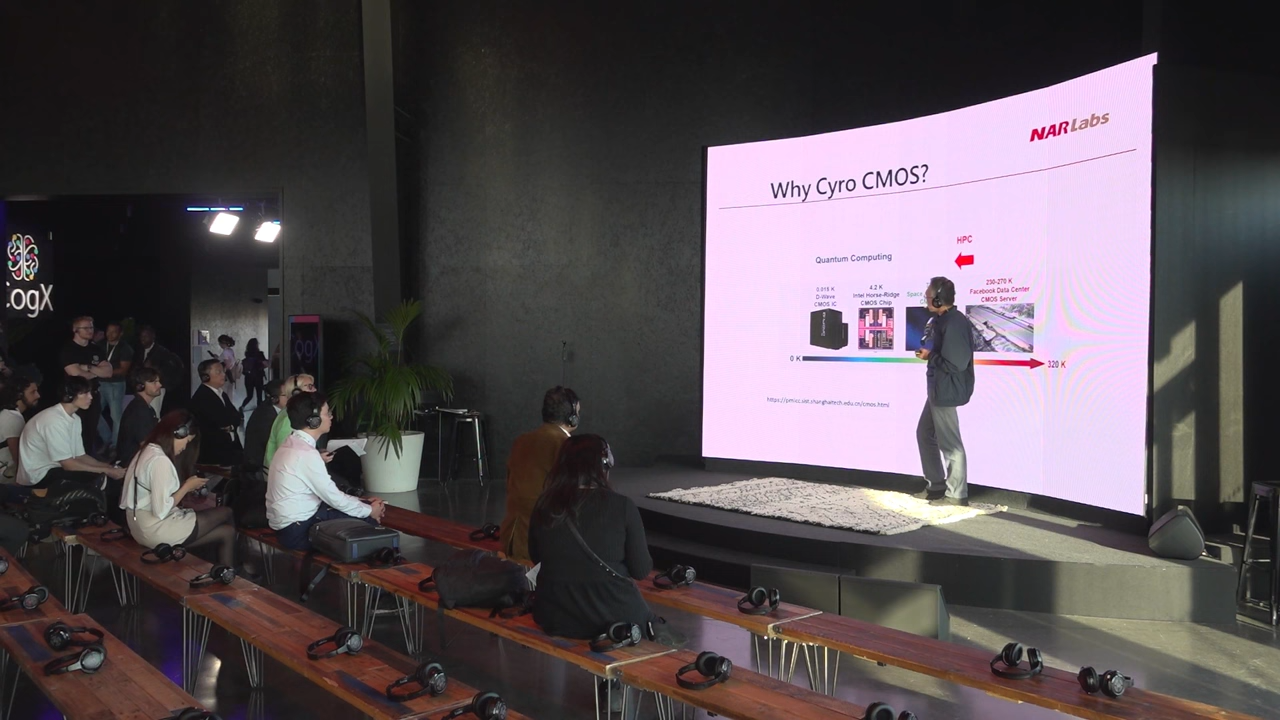 NARLabs
Why Cyro CMOS?
HPC
Quantum Computing
0.015 K
D-Wave
CMOS IC
4.2 K
Intel Horse-Ridge
CMOS Chip
Space
230-270 K
Facebook Data Center
CMOS Server
0 K
320 K